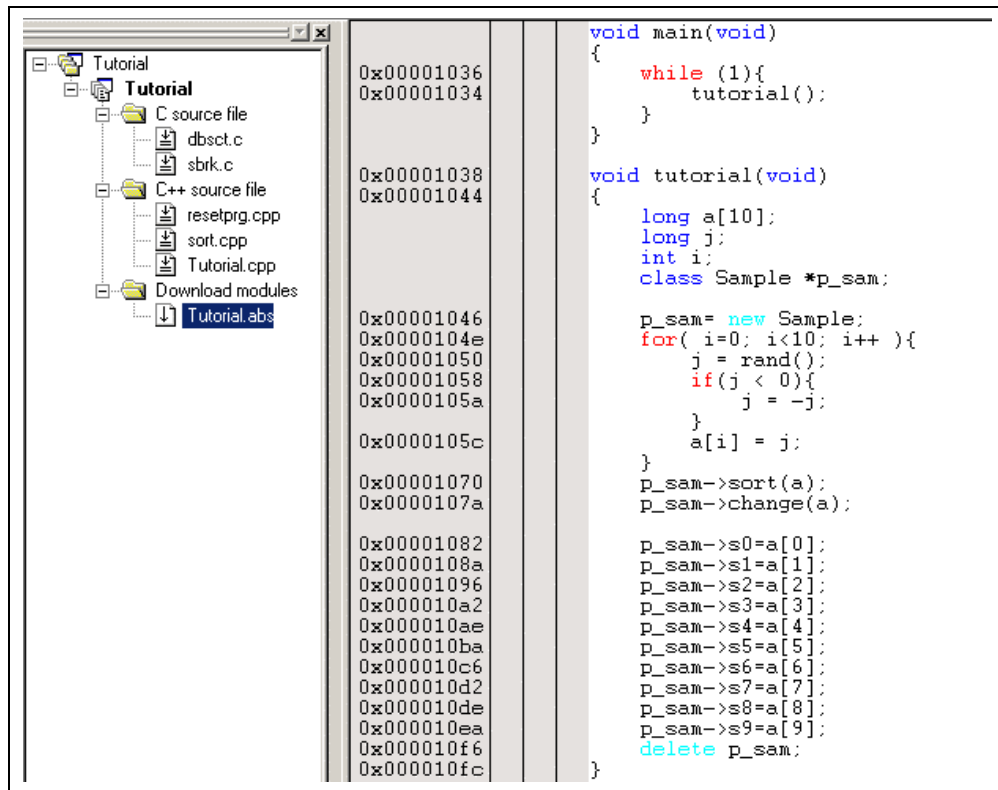 Tutorial
Tutorial
C source file
dbsct.c
sbrk.c
C++ source file
resetprg.cpp
sort.cpp
Tutorial.cpp
Download modules
Tutorial.abs
void main(void)
{
0x00001036 while (1){
0x00001034 tutorial();
}
}
0x00001038 void tutorial(void)
0x00001044 {
long a[10];
long j;
int i;
class Sample *p_sam;
0x00001046 p_sam= new Sample;
0x0000104e for( i=0; i<10; i++ ){
0x00001050 j = rand();
0x00001058 if(j < 0){
0x0000105a j = -j;
}
0x0000105c a[i] = j;
}
0x00001070 p_sam->sort(a);
0x0000107a p_sam->change(a);
0x00001082 p_sam->s0=a[0];
0x0000108a p_sam->s1=a[1];
0x00001096 p_sam->s2=a[2];
0x000010a2 p_sam->s3=a[3];
0x000010ae p_sam->s4=a[4];
0x000010ba p_sam->s5=a[5];
0x000010c6 p_sam->s6=a[6];
0x000010d2 p_sam->s7=a[7];
0x000010de p_sam->s8=a[8];
0x000010ea p_sam->s9=a[9];
0x000010f6 delete p_sam;
0x000010fc }